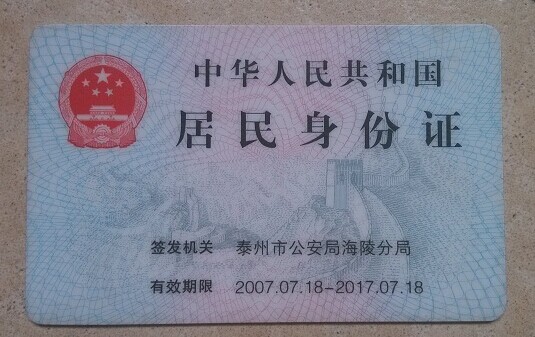 中华人民共和国
居民身份证
签发机关 泰州市公安局海陵分局
有效期限 2007.07.18-2017.07.18